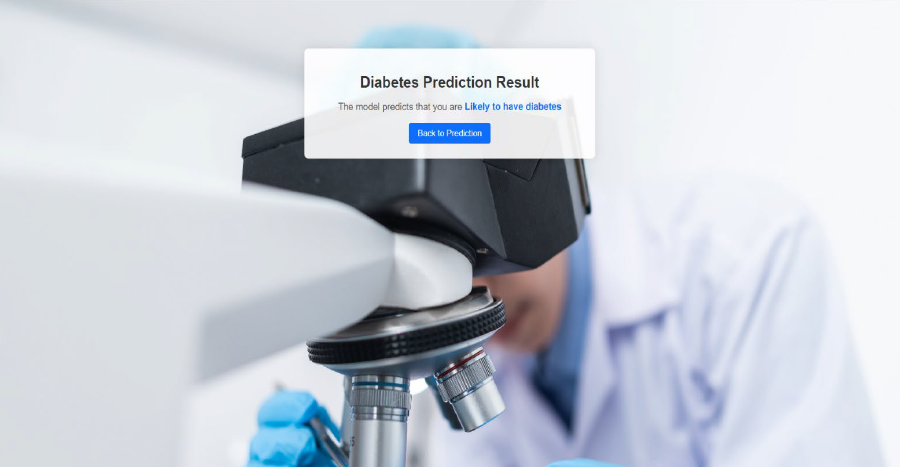 Diabetes Prediction Result
The model predicts that you are Likely to have diabetes
Back to Prediction